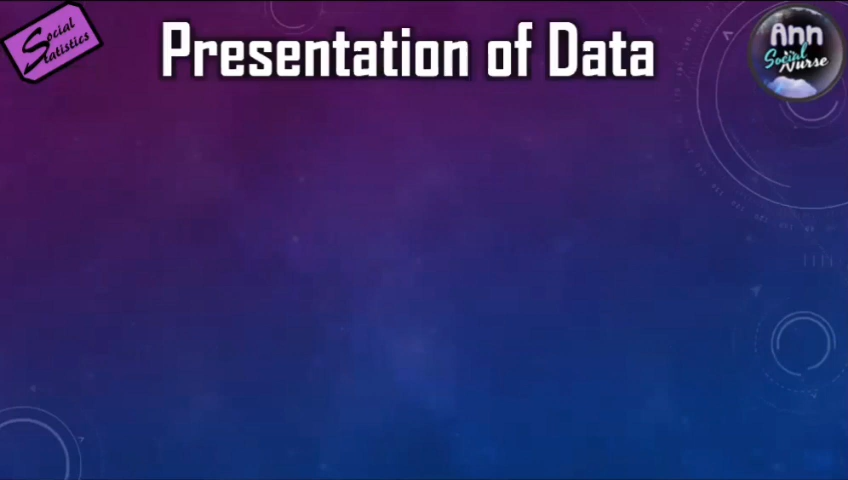 Social
Statistics
Presentation of Data
Ann
Social
Nurse